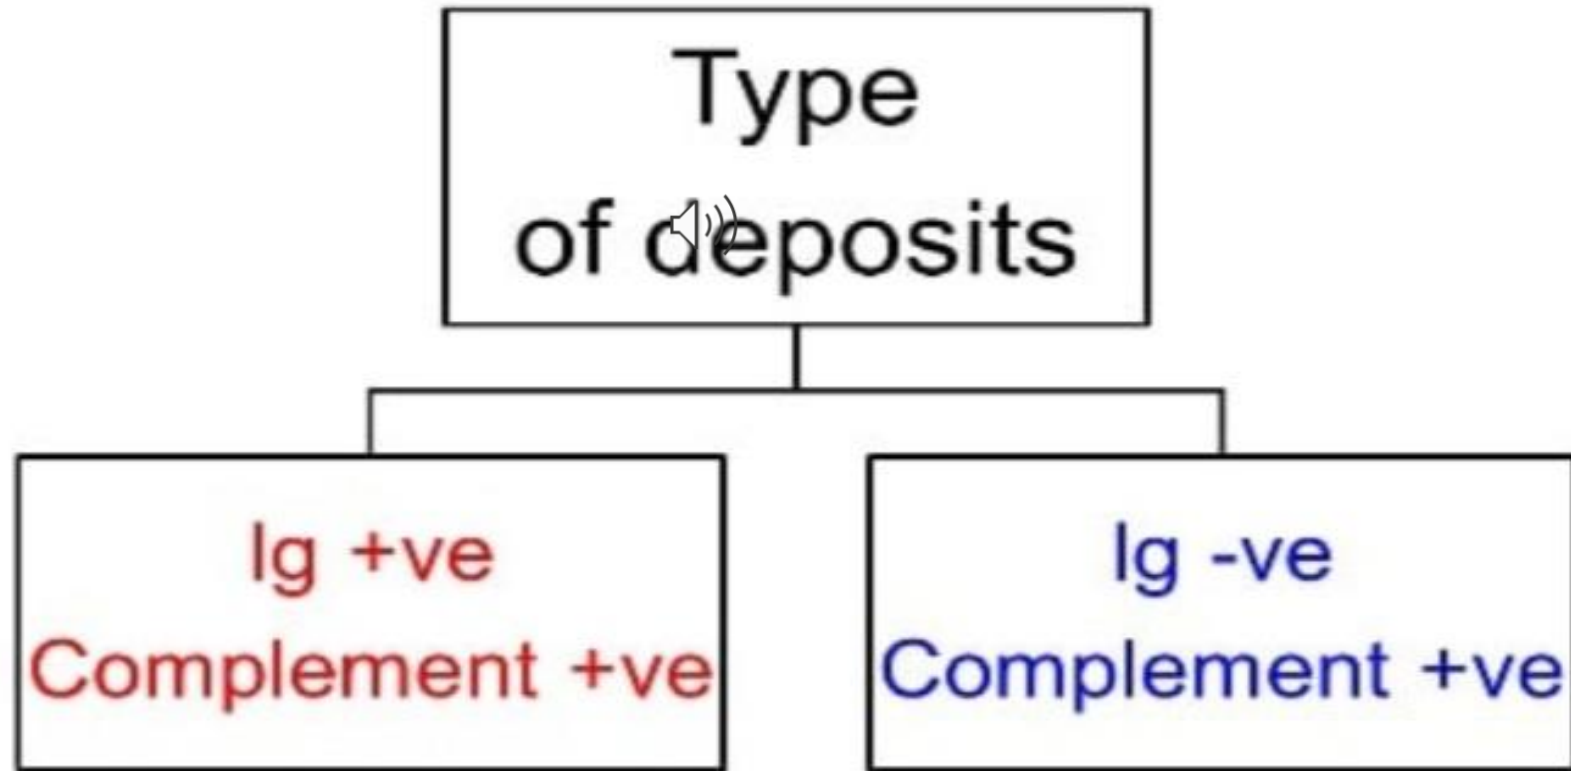 Type
of deposits
Ig +ve
Complement +ve
Ig -ve
Complement +ve